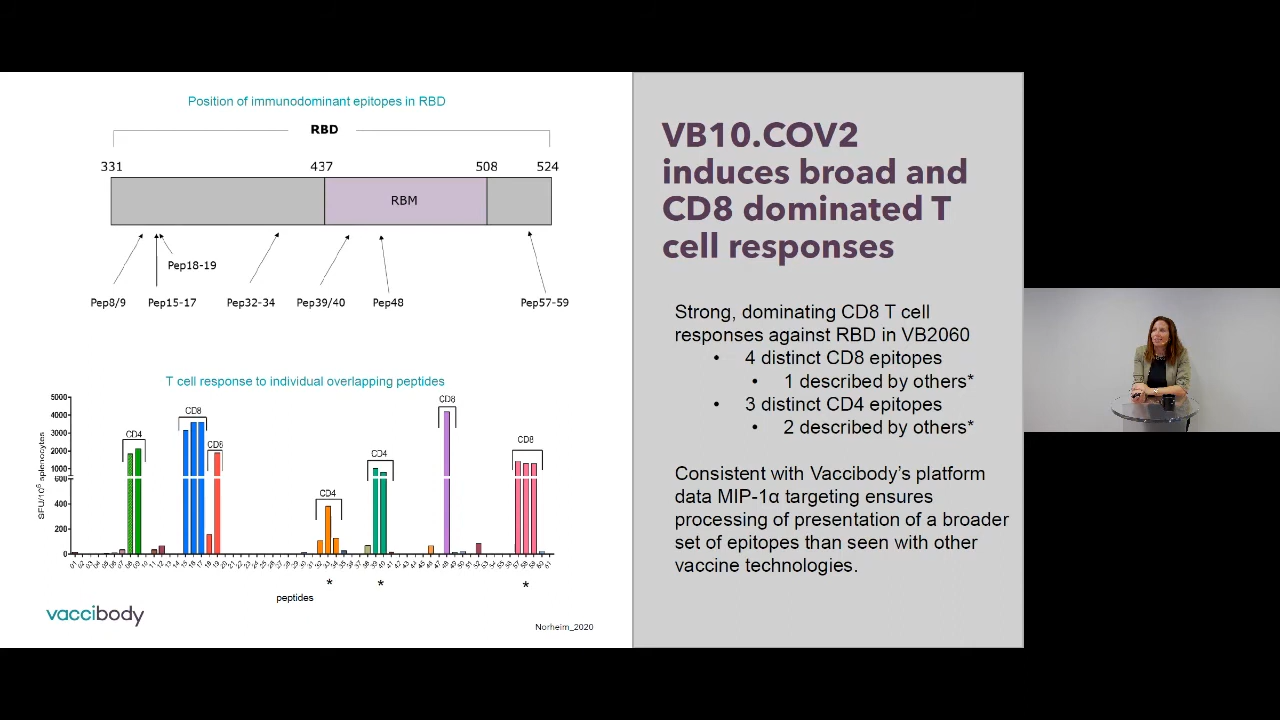 Position of immunodominant epitopes in RBD
RBD
331 437 508 524
RBM
Pep18-19
Pep8/9 Pep15-17 Pep32-34 Pep39/40 Pep48 Pep57-59
T cell response to individual overlapping peptides
SFU/10⁶ splenocytes
5000
4000
3000
2000
1000
600
400
200
0
CD4
CD8
CD8
CD4
CD4
CD8
CD8
* * *
peptides
vaccibody
Norheim_2020
VB10.COV2
induces broad and
CD8 dominated T
cell responses
Strong, dominating CD8 T cell
responses against RBD in VB2060
• 4 distinct CD8 epitopes
• 1 described by others*
• 3 distinct CD4 epitopes
• 2 described by others*
Consistent with Vaccibody’s platform
data MIP-1α targeting ensures
processing of presentation of a broader
set of epitopes than seen with other
vaccine technologies.